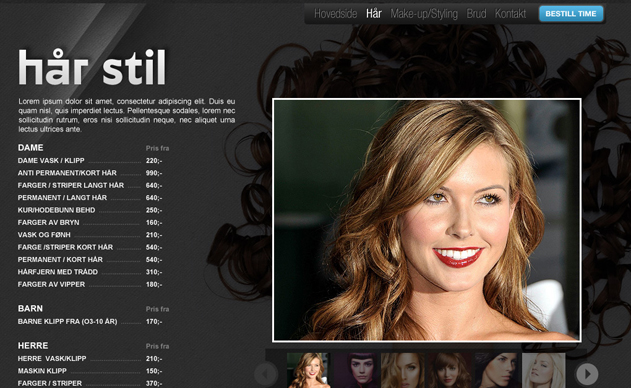 Hovedside Hår Make-up/Styling Brud Kontakt BESTILL TIME
hår stil
Lorem ipsum dolor sit amet, consectetur adipiscing elit. Duis eu
quam nisl, quis imperdiet lectus. Pellentesque sodales, lorem nec
sollicitudin rutrum, eros nisi sollicitudin neque, nec aliquet urna
lectus ultrices ante.
DAME Pris fra
DAME VASK / KLIPP 220;-
ANTI PERMANENT/KORT HÅR 990;-
FARGER / STRIPER LANGT HÅR 640;-
PERMANENT / LANGT HÅR 640;-
KUR/HODEBUNN BEHD 250;-
FARGER AV BRYN 160;-
VASK OG FØNH 210;-
FARGE /STRIPER KORT HÅR 540;-
PERMANENT / KORT HÅR 540;-
HÅRFJERN MED TRÅDD 310;-
FARGER AV VIPPER 180;-
BARN Pris fra
BARNE KLIPP FRA (O3-10 ÅR) 170;-
HERRE Pris fra
HERRE VASK/KLIPP 210;-
MASKIN KLIPP 150;-
FARGER / STRIPER 370;-